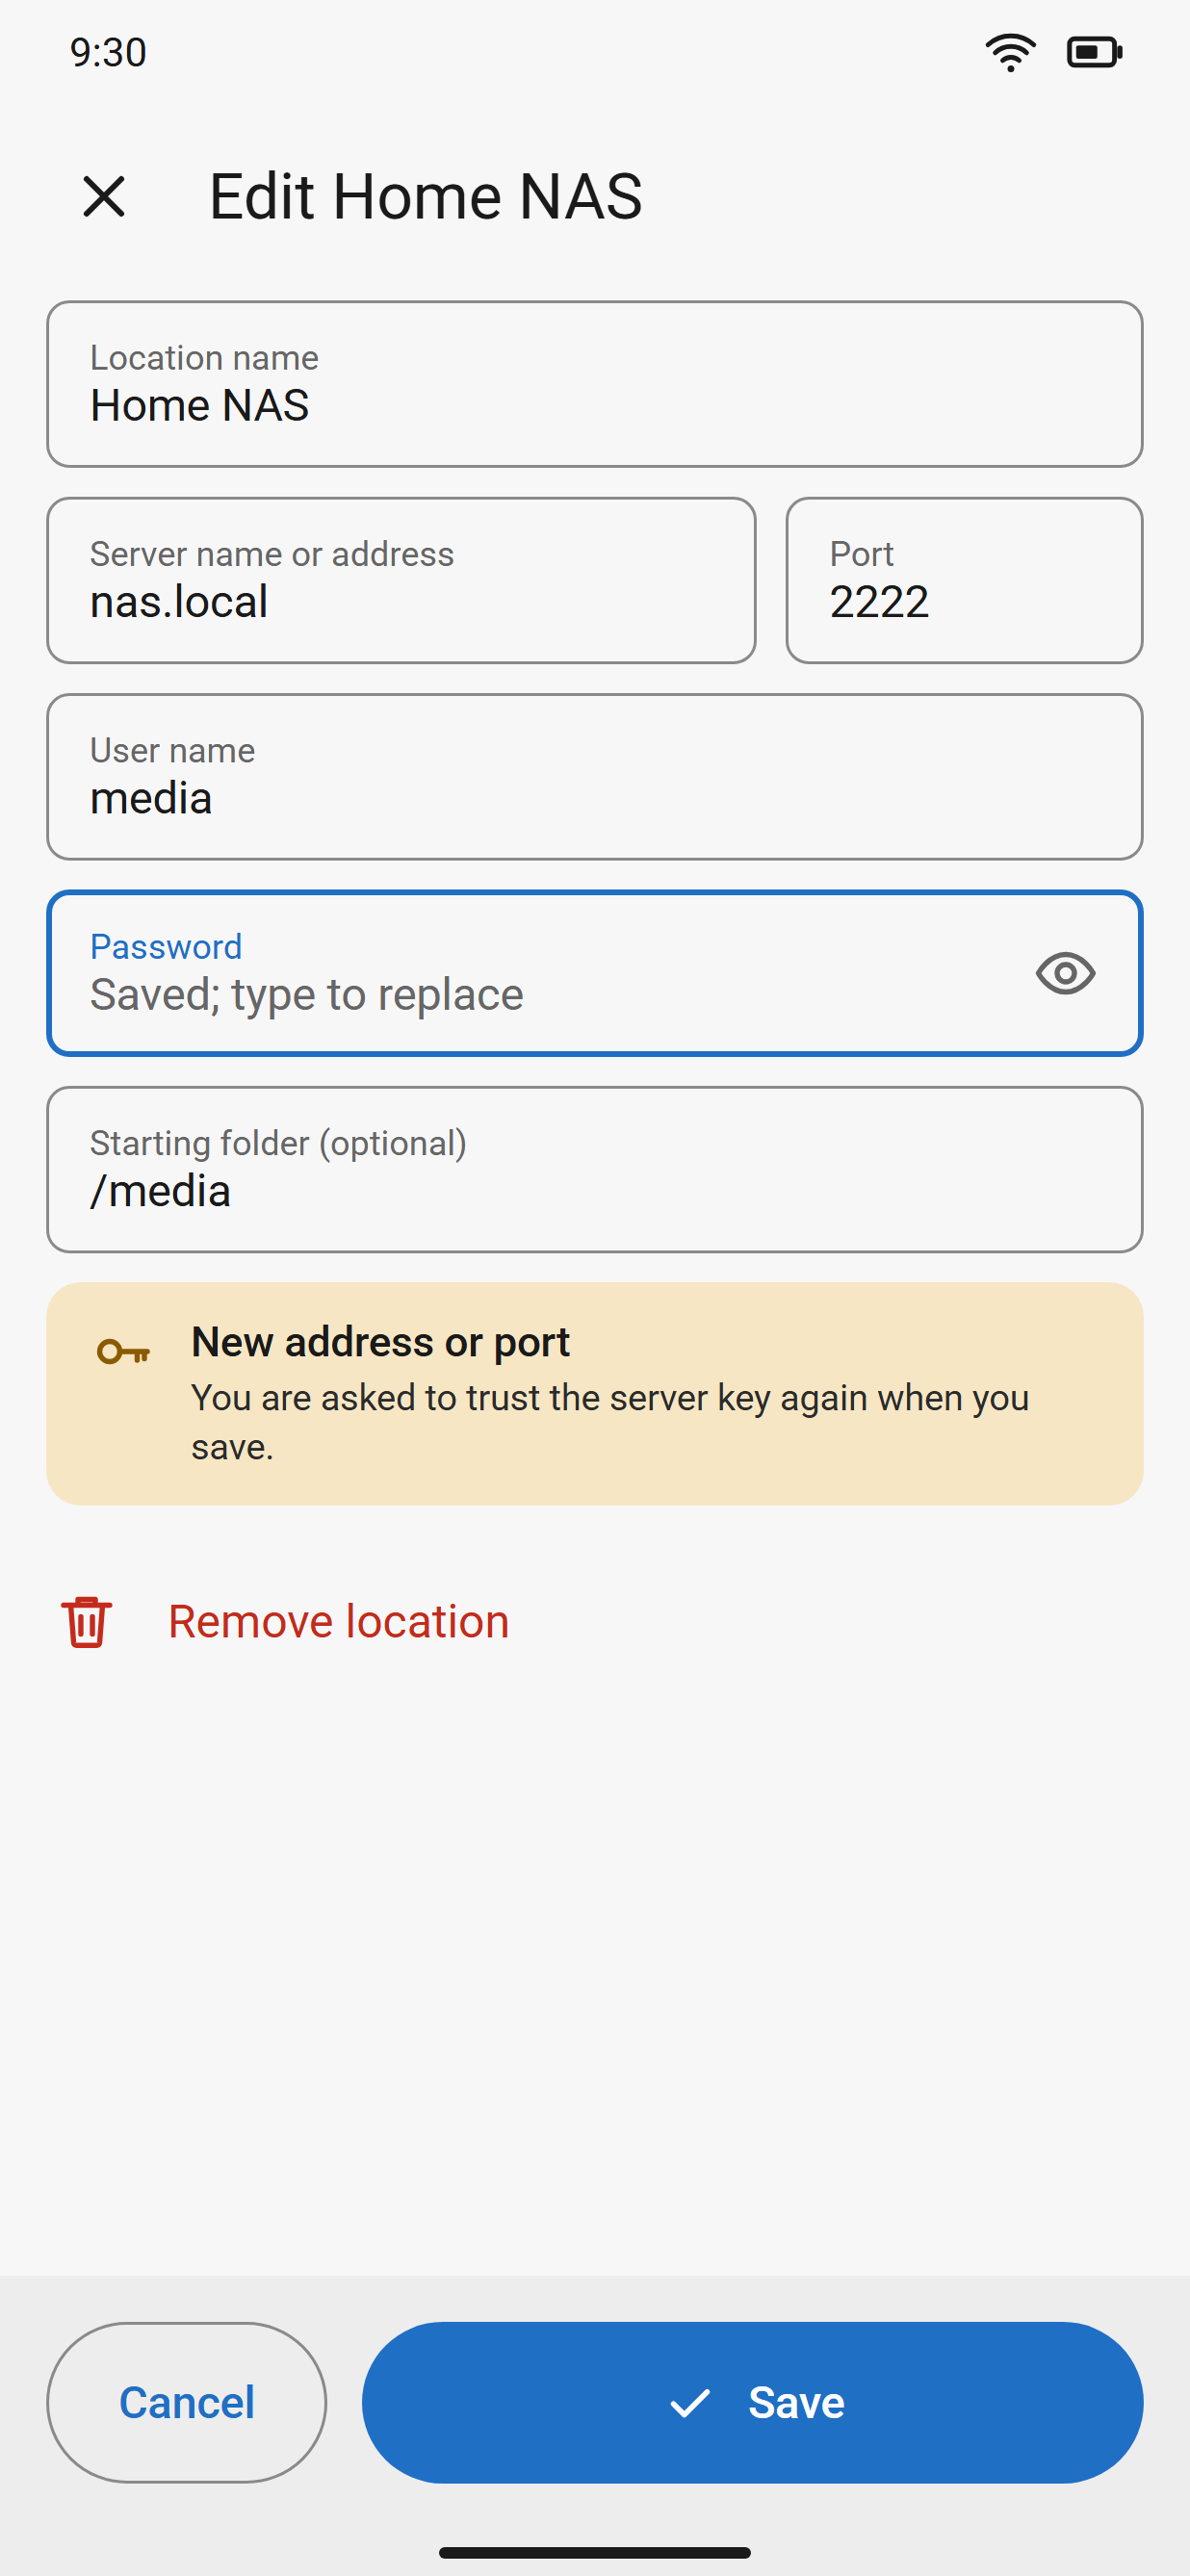 9:30
Edit Home NAS
Location name
Home NAS
Server name or address
nas.local
Port
2222
User name
media
Password
Saved; type to replace
Starting folder (optional)
/media
New address or port
You are asked to trust the server key again when you
save.
Remove location
Cancel
Save